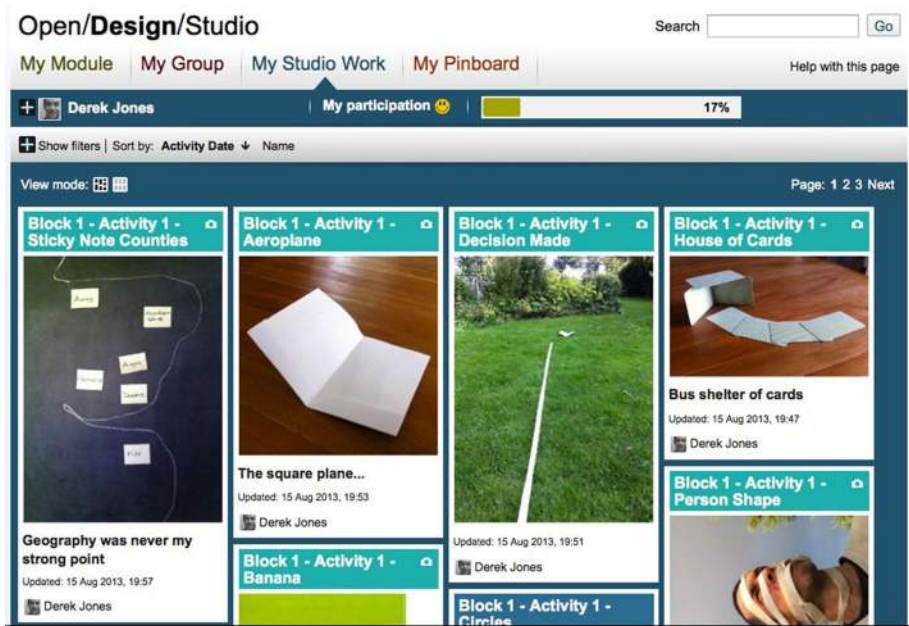 Open/Design/Studio
Search
Go
My Module
My Group
My Studio Work
My Pinboard
Help with this page
Derek Jones
My participation
17%
Show filters | Sort by: Activity Date ↓ Name
View mode:
Page: 1 2 3 Next
Block 1 - Activity 1 -
Sticky Note Counties
Away
Geography was never my
strong point
Updated: 15 Aug 2013, 19:57
Derek Jones
Block 1 - Activity 1 -
Aeroplane
The square plane...
Updated: 15 Aug 2013, 19:53
Derek Jones
Block 1 - Activity 1 -
Banana
Block 1 - Activity 1 -
Decision Made
Updated: 15 Aug 2013, 19:51
Derek Jones
Block 1 - Activity 1 -
Circles
Block 1 - Activity 1 -
House of Cards
Bus shelter of cards
Updated: 15 Aug 2013, 19:47
Derek Jones
Block 1 - Activity 1 -
Person Shape